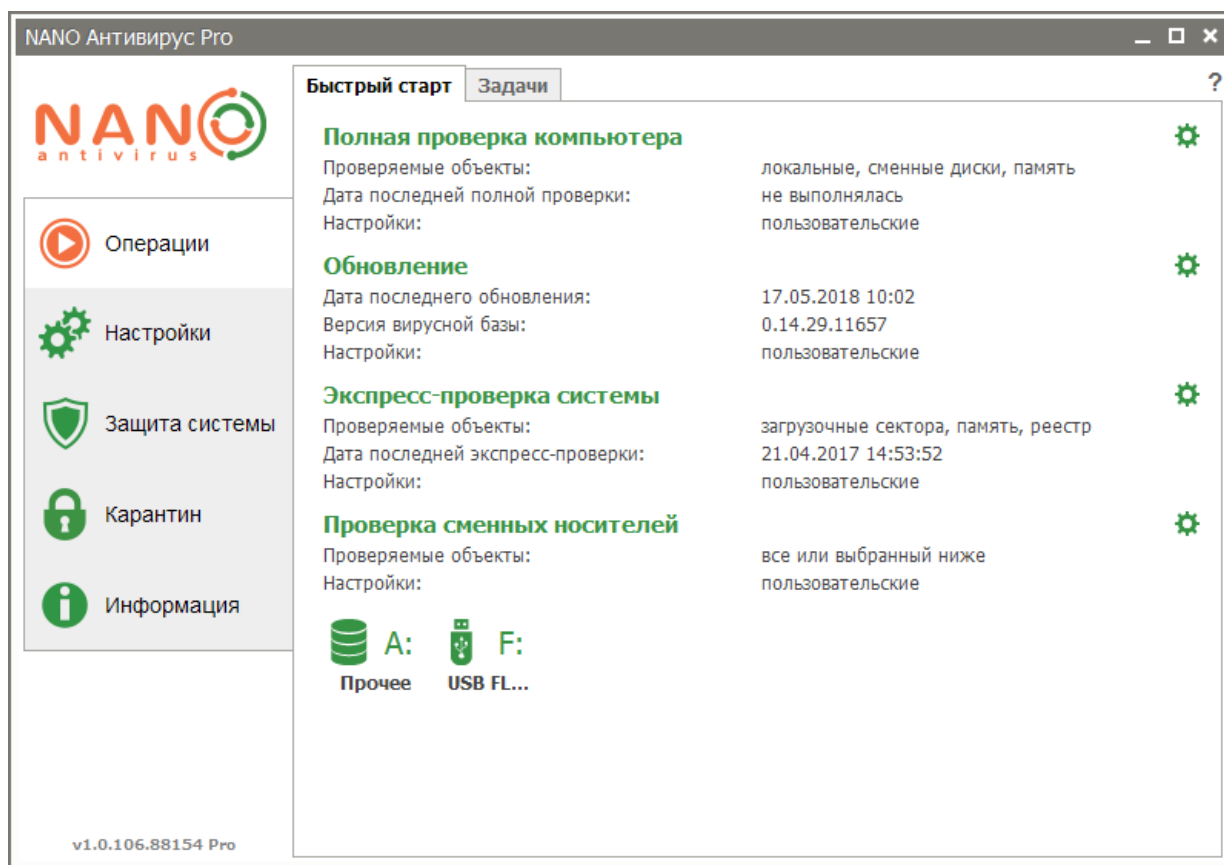 NANO Антивирус Pro
NANO
antivirus
Операции
Настройки
Защита системы
Карантин
Информация
v1.0.106.88154 Pro
Быстрый старт Задачи ?
Полная проверка компьютера
Проверяемые объекты: локальные, сменные диски, память
Дата последней полной проверки: не выполнялась
Настройки: пользовательские
Обновление
Дата последнего обновления: 17.05.2018 10:02
Версия вирусной базы: 0.14.29.11657
Настройки: пользовательские
Экспресс-проверка системы
Проверяемые объекты: загрузочные сектора, память, реестр
Дата последней экспресс-проверки: 21.04.2017 14:53:52
Настройки: пользовательские
Проверка сменных носителей
Проверяемые объекты: все или выбранный ниже
Настройки: пользовательские
A: F:
Прочее USB FL...